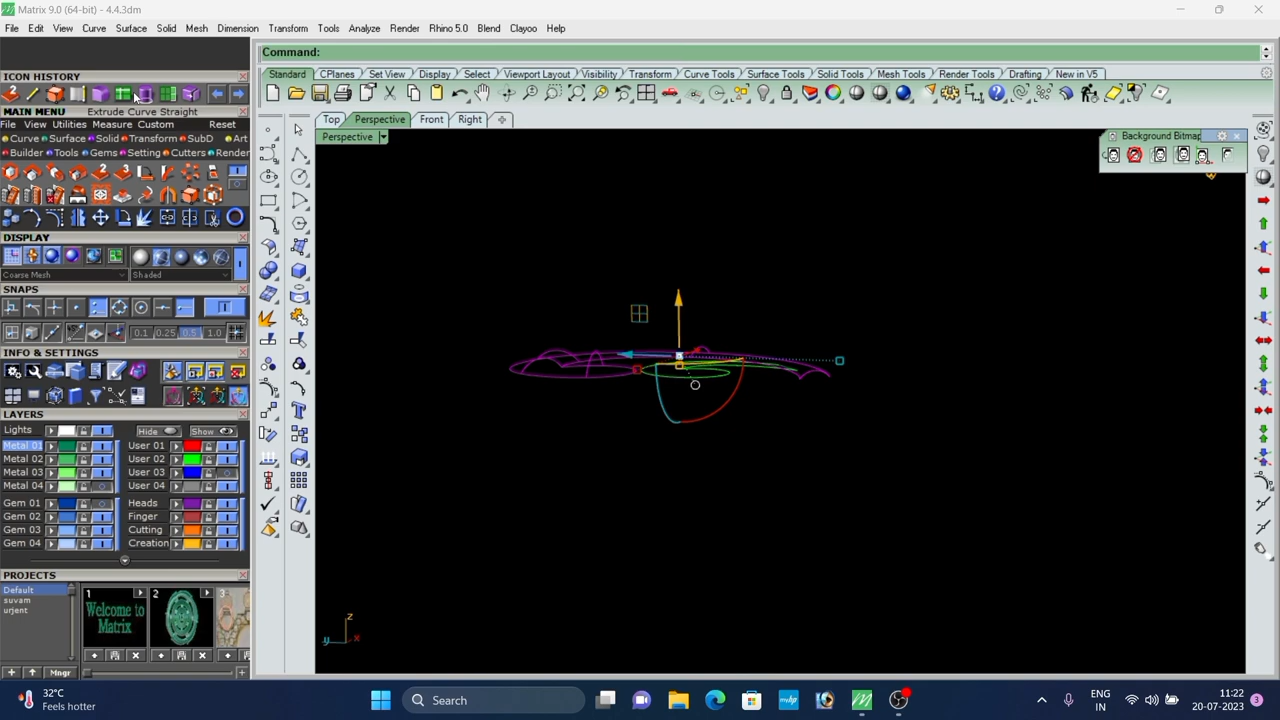 Matrix 9.0 (64-bit) - 4.4.3dm
File Edit View Curve Surface Solid Mesh Dimension Transform Tools Analyze Render Rhino 5.0 Blend Clayoo Help
Command:
Standard CPlanes Set View Display Select Viewport Layout Visibility Transform Curve Tools Surface Tools Solid Tools Mesh Tools Render Tools Drafting New in V5
ICON HISTORY
MAIN MENU Extrude Curve Straight
File View Utilities Measure Custom Reset
Curve Surface Solid Transform SubD Art
Builder Tools Gems Setting Cutters Render
Top Perspective Front Right
Perspective
Background Bitmap
DISPLAY
Coarse Mesh Shaded
SNAPS
0.1 0.25 0.5 1.0
INFO & SETTINGS
LAYERS
Lights Hide Show
Metal 01 User 01
Metal 02 User 02
Metal 03 User 03
Metal 04 User 04
Gem 01 Heads
Gem 02 Finger
Gem 03 Cutting
Gem 04 Creation
PROJECTS
Default
suvam
urjent
1 2 3
Welcome to
Matrix
Mngr
z
y x
32°C
Feels hotter
Search
mhp
ENG
IN
11:22
20-07-2023
3